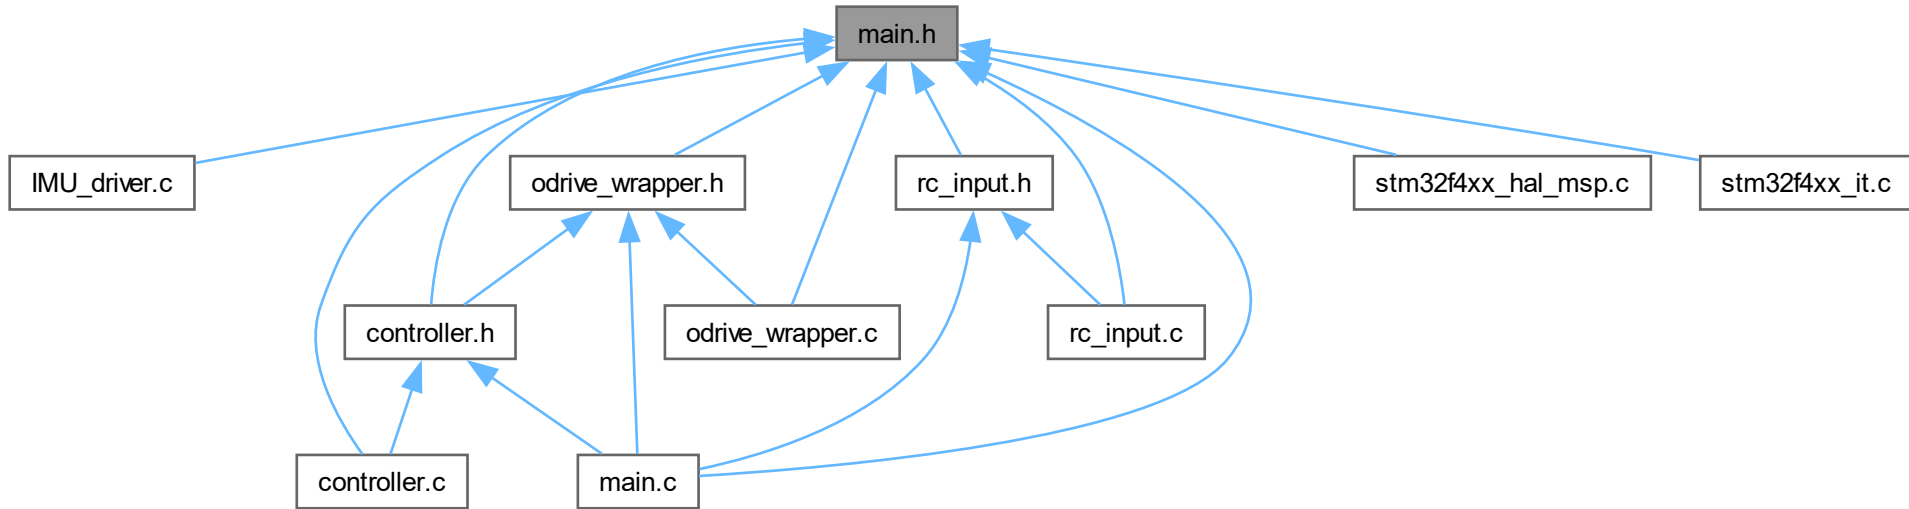 main.h
IMU_driver.c
odrive_wrapper.h
rc_input.h
stm32f4xx_hal_msp.c
stm32f4xx_it.c
controller.h
odrive_wrapper.c
rc_input.c
controller.c
main.c